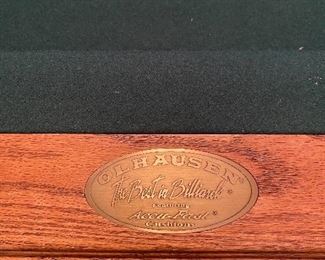 OLHAUSEN®
The Best in Billiards®
Featuring
Accu-Fast®
Cushions